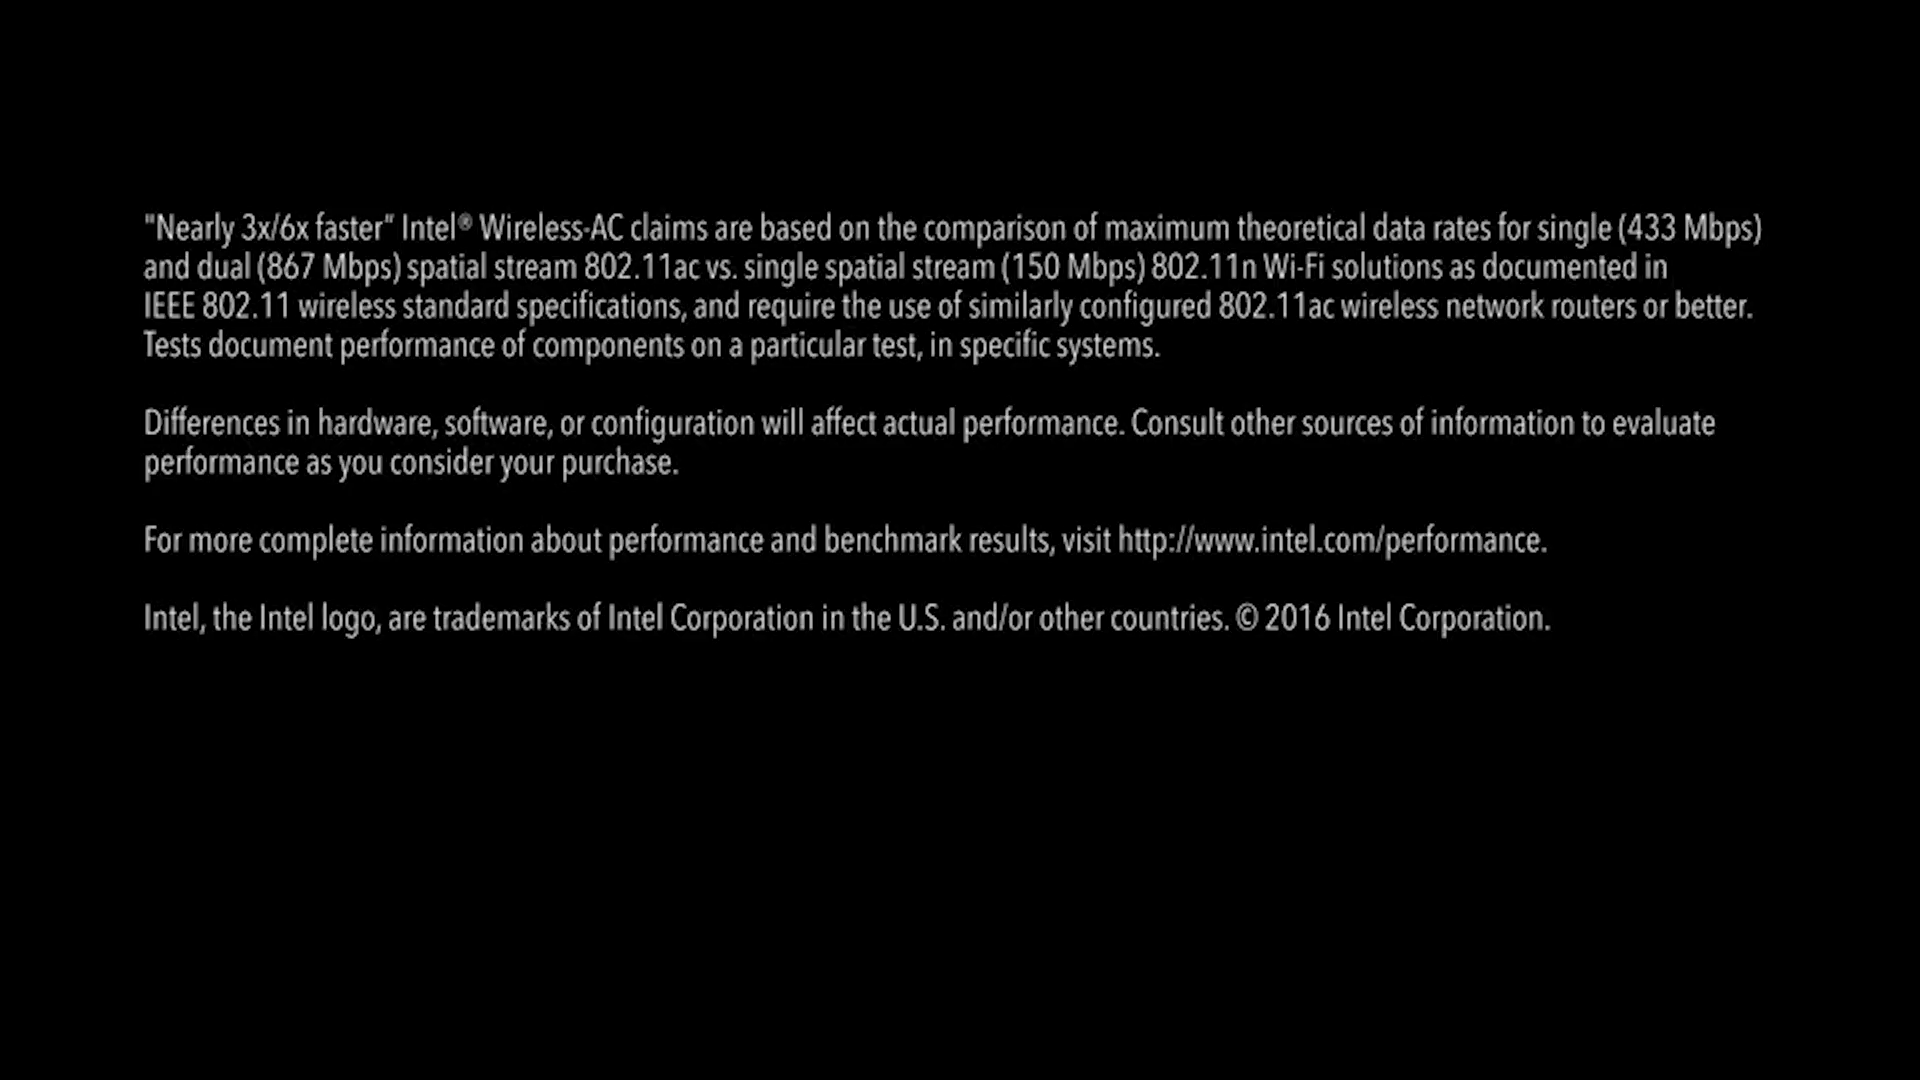 "Nearly 3x/6x faster" Intel® Wireless-AC claims are based on the comparison of maximum theoretical data rates for single (433 Mbps)
and dual (867 Mbps) spatial stream 802.11ac vs. single spatial stream (150 Mbps) 802.11n Wi-Fi solutions as documented in
IEEE 802.11 wireless standard specifications, and require the use of similarly configured 802.11ac wireless network routers or better.
Tests document performance of components on a particular test, in specific systems.
Differences in hardware, software, or configuration will affect actual performance. Consult other sources of information to evaluate
performance as you consider your purchase.
For more complete information about performance and benchmark results, visit http://www.intel.com/performance.
Intel, the Intel logo, are trademarks of Intel Corporation in the U.S. and/or other countries. © 2016 Intel Corporation.